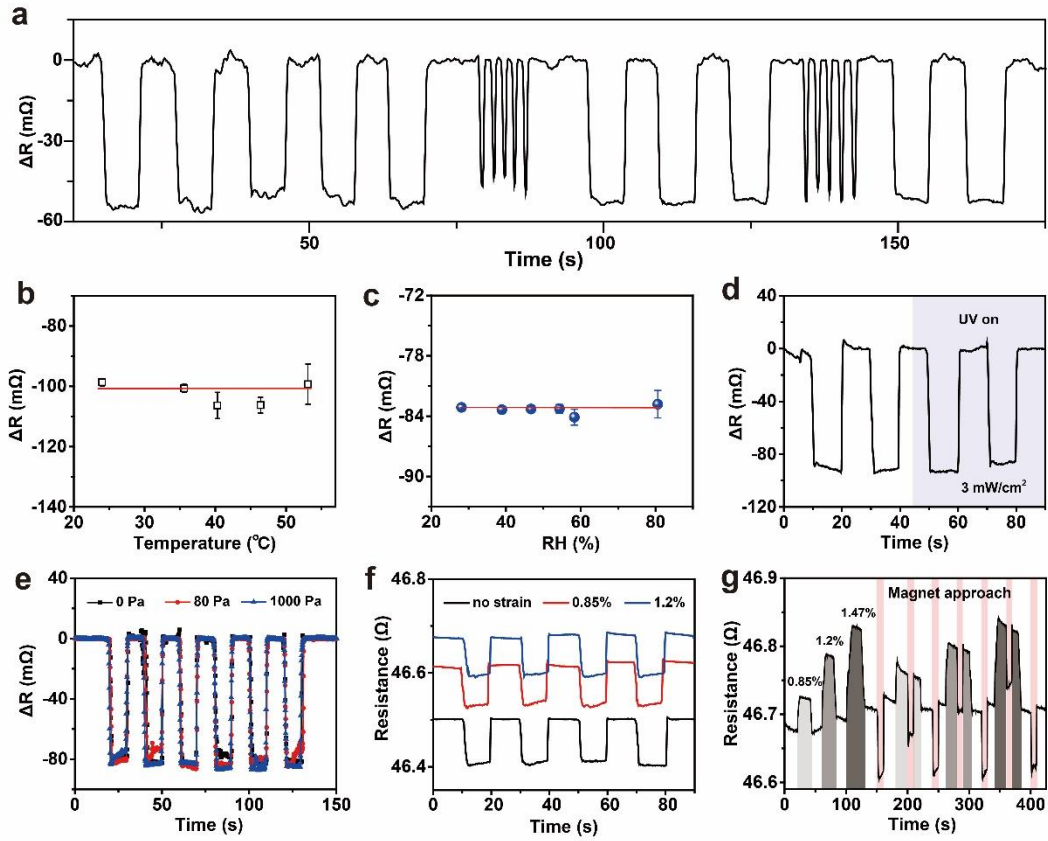 a
ΔR (mΩ)
0
-30
-60
50
100
150
Time (s)
b
ΔR (mΩ)
-80
-100
-120
-140
20
30
40
50
Temperature (℃)
c
ΔR (mΩ)
-72
-78
-84
-90
20
40
60
80
RH (%)
d
ΔR (mΩ)
40
0
-40
-80
-120
UV on
3 mW/cm²
0
20
40
60
80
Time (s)
e
ΔR (mΩ)
40
0
-40
-80
0 Pa
80 Pa
1000 Pa
0
50
100
150
Time (s)
f
Resistance (Ω)
46.8
46.6
46.4
no strain
0.85%
1.2%
0
20
40
60
80
Time (s)
g
Resistance (Ω)
46.9
46.8
46.7
46.6
Magnet approach
0.85%
1.2%
1.47%
0
100
200
300
400
Time (s)